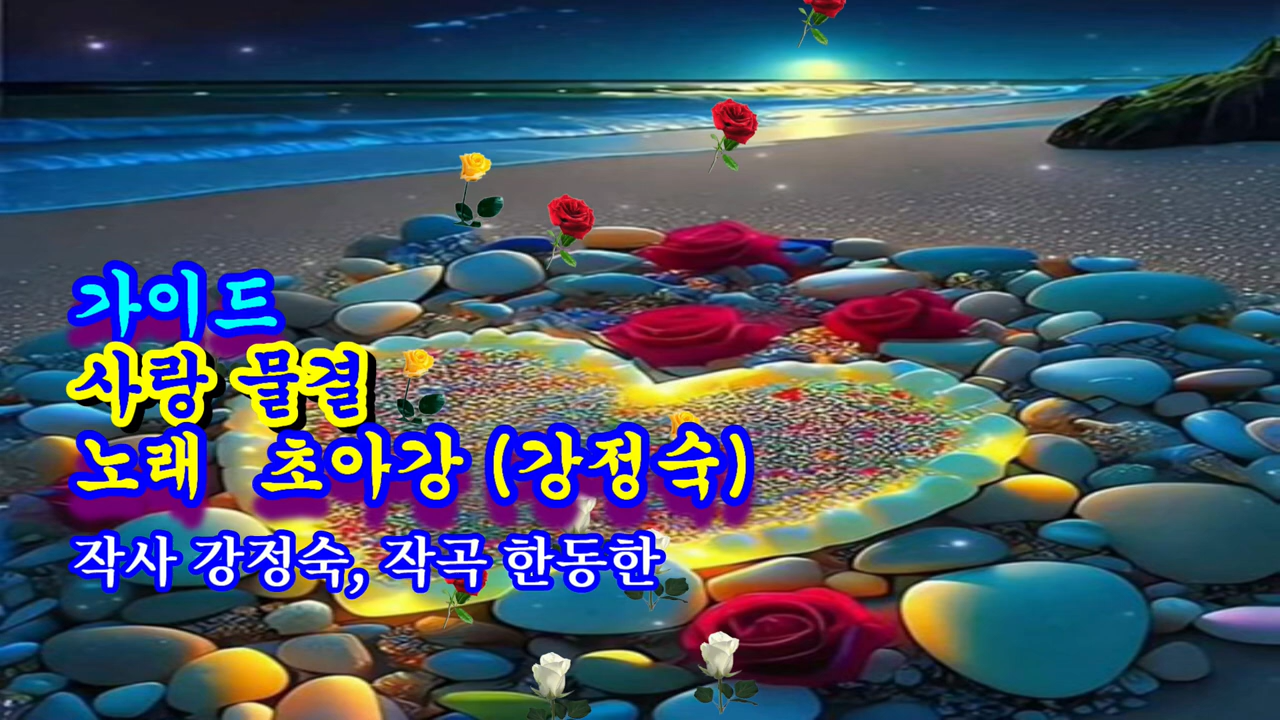 가이드
사랑 물결
노래 초아강 (강정숙)
작사 강정숙, 작곡 한동한